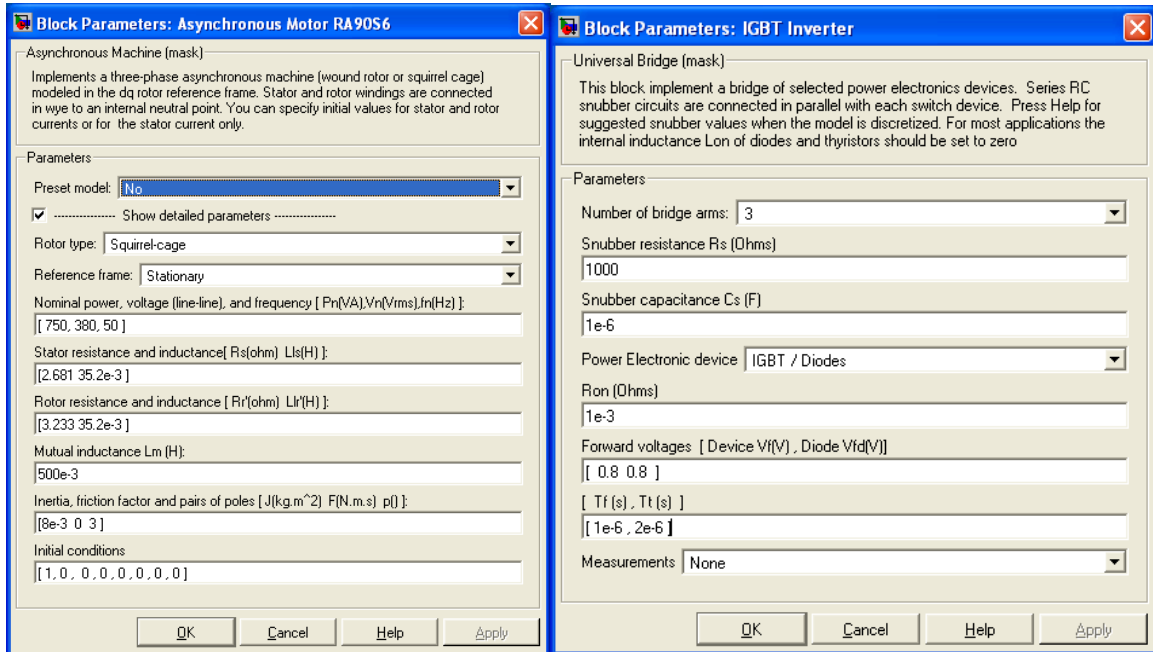 Block Parameters: Asynchronous Motor RA90S6
Asynchronous Machine (mask)
Implements a three-phase asynchronous machine (wound rotor or squirrel cage)
modeled in the dq rotor reference frame. Stator and rotor windings are connected
in wye to an internal neutral point. You can specify initial values for stator and rotor
currents or for the stator current only.
Parameters
Preset model: No
---------------- Show detailed parameters ----------------
Rotor type: Squirrel-cage
Reference frame: Stationary
Nominal power, voltage (line-line), and frequency [ Pn(VA),Vn(Vrms),fn(Hz) ]:
[ 750, 380, 50 ]
Stator resistance and inductance[ Rs(ohm) Lls(H) ]:
[2.681 35.2e-3 ]
Rotor resistance and inductance [ Rr'(ohm) Llr'(H) ]:
[3.233 35.2e-3 ]
Mutual inductance Lm (H):
500e-3
Inertia, friction factor and pairs of poles [ J(kg.m^2) F(N.m.s) p() ]:
[8e-3 0 3 ]
Initial conditions
[ 1, 0 , 0 , 0 , 0 , 0 , 0 , 0 ]
OK Cancel Help Apply
Block Parameters: IGBT Inverter
Universal Bridge (mask)
This block implement a bridge of selected power electronics devices. Series RC
snubber circuits are connected in parallel with each switch device. Press Help for
suggested snubber values when the model is discretized. For most applications the
internal inductance Lon of diodes and thyristors should be set to zero
Parameters
Number of bridge arms: 3
Snubber resistance Rs (Ohms)
1000
Snubber capacitance Cs (F)
1e-6
Power Electronic device IGBT / Diodes
Ron (Ohms)
1e-3
Forward voltages [ Device Vf(V) , Diode Vfd(V)]
[ 0.8 0.8 ]
[ Tf (s) , Tt (s) ]
[ 1e-6 , 2e-6 ]
Measurements None
OK Cancel Help Apply